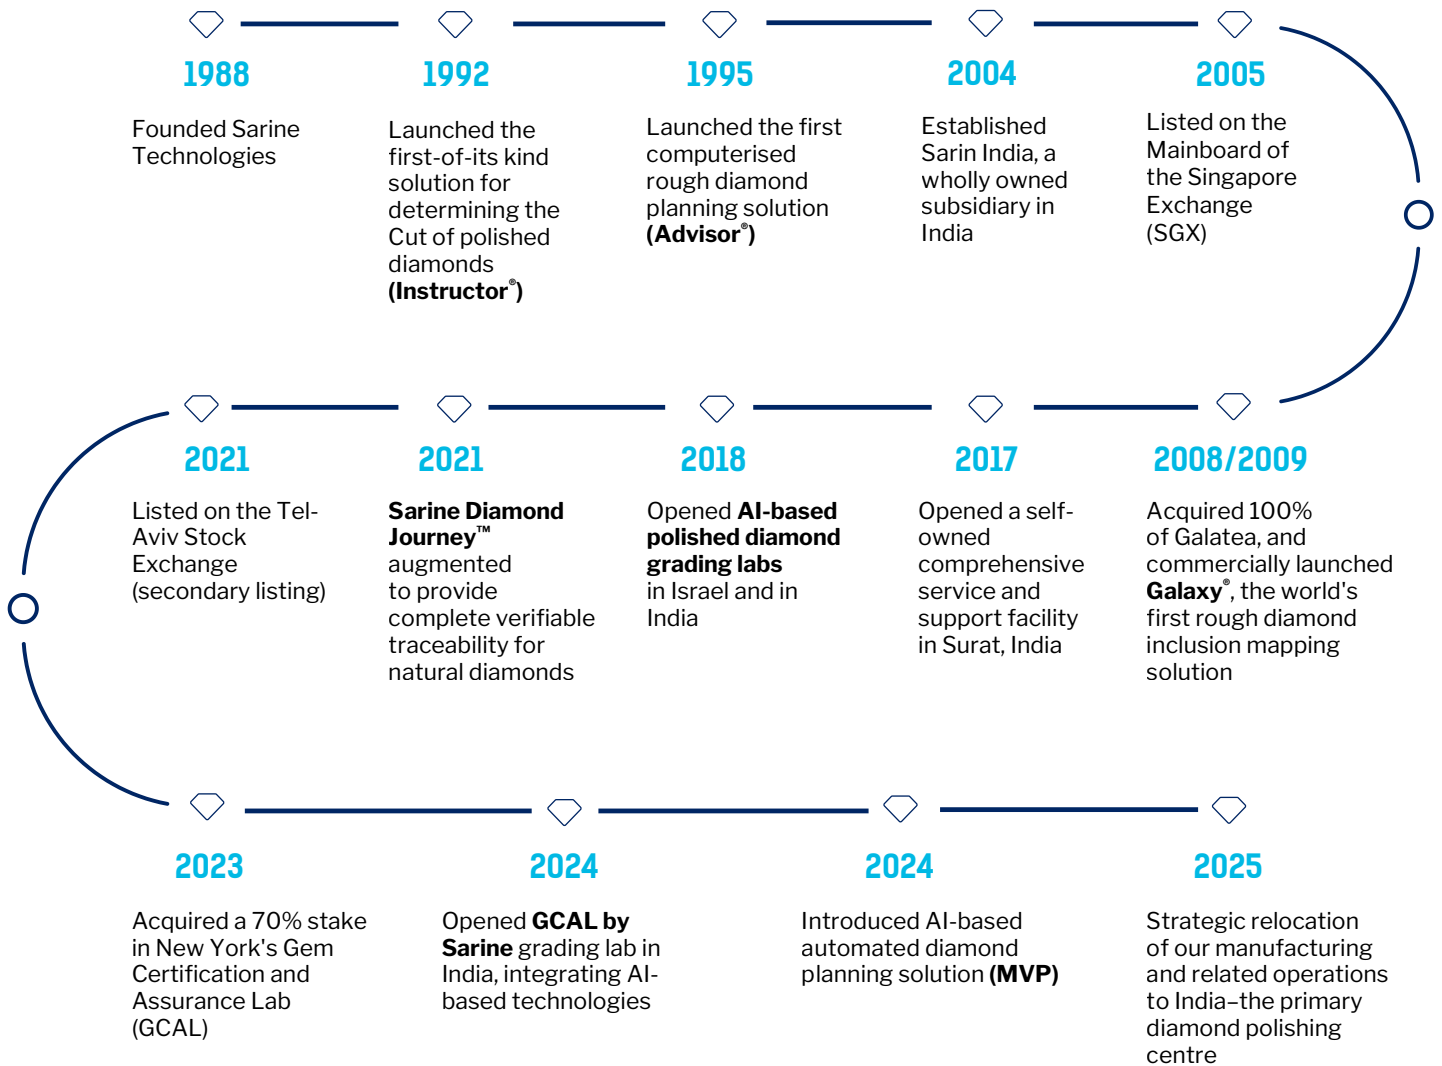 1988
Founded Sarine
Technologies
1992
Launched the
first-of-its kind
solution for
determining the
Cut of polished
diamonds
(Instructor®)
1995
Launched the first
computerised
rough diamond
planning solution
(Advisor®)
2004
Established
Sarin India, a
wholly owned
subsidiary in
India
2005
Listed on the
Mainboard of
the Singapore
Exchange
(SGX)
2008/2009
Acquired 100%
of Galatea, and
commercially launched
Galaxy®, the world's
first rough diamond
inclusion mapping
solution
2017
Opened a self-
owned
comprehensive
service and
support facility
in Surat, India
2018
Opened AI-based
polished diamond
grading labs
in Israel and in
India
2021
Sarine Diamond
Journey™
augmented
to provide
complete verifiable
traceability for
natural diamonds
2021
Listed on the Tel-
Aviv Stock
Exchange
(secondary listing)
2023
Acquired a 70% stake
in New York's Gem
Certification and
Assurance Lab
(GCAL)
2024
Opened GCAL by
Sarine grading lab in
India, integrating AI-
based technologies
2024
Introduced AI-based
automated diamond
planning solution (MVP)
2025
Strategic relocation
of our manufacturing
and related operations
to India–the primary
diamond polishing
centre